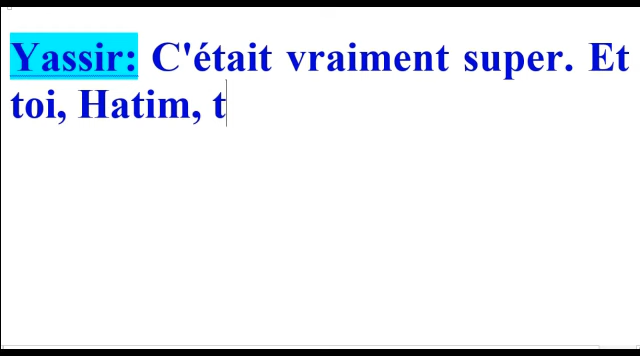 Yassir: C'était vraiment super. Et
toi, Hatim, t